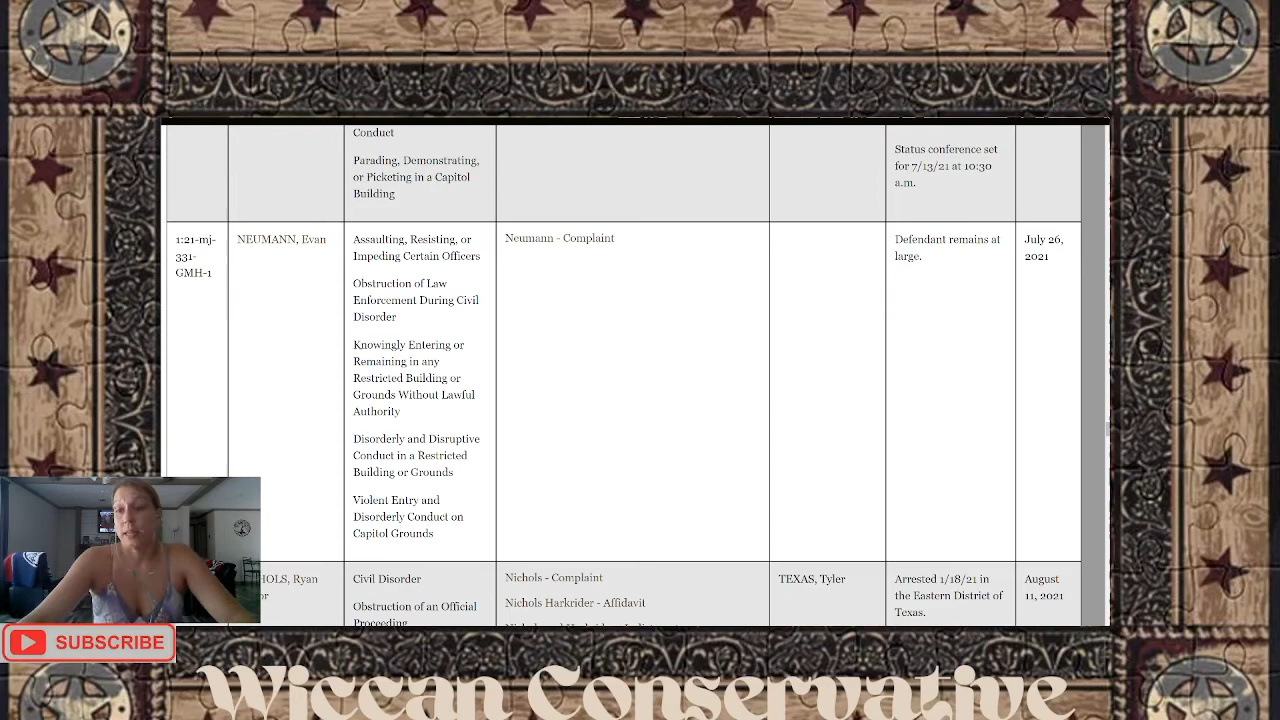 Conduct
Parading, Demonstrating,
or Picketing in a Capitol
Building
Status conference set
for 7/13/21 at 10:30
a.m.
1:21-mj-
331-
GMH-1
NEUMANN, Evan
Assaulting, Resisting, or
Impeding Certain Officers
Obstruction of Law
Enforcement During Civil
Disorder
Knowingly Entering or
Remaining in any
Restricted Building or
Grounds Without Lawful
Authority
Disorderly and Disruptive
Conduct in a Restricted
Building or Grounds
Violent Entry and
Disorderly Conduct on
Capitol Grounds
Neumann - Complaint
Defendant remains at
large.
July 26,
2021
HOLS, Ryan
or
Civil Disorder
Obstruction of an Official
Proceeding
Nichols - Complaint
Nichols Harkrider - Affidavit
TEXAS, Tyler
Arrested 1/18/21 in
the Eastern District of
Texas.
August
11, 2021
SUBSCRIBE
Wiccan Conservative